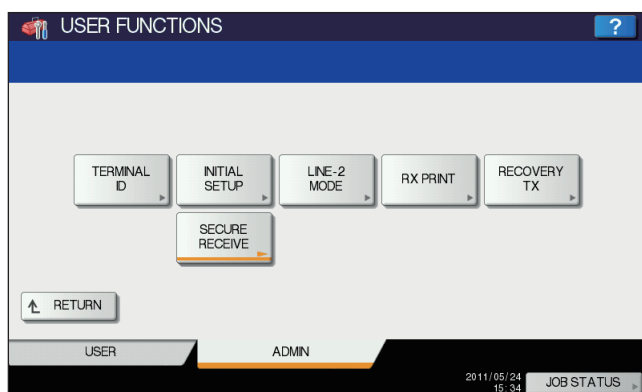 USER FUNCTIONS
?
TERMINAL
ID
INITIAL
SETUP
LINE-2
MODE
RX PRINT
RECOVERY
TX
SECURE
RECEIVE
RETURN
USER
ADMIN
2011/05/24
15:34
JOB STATUS